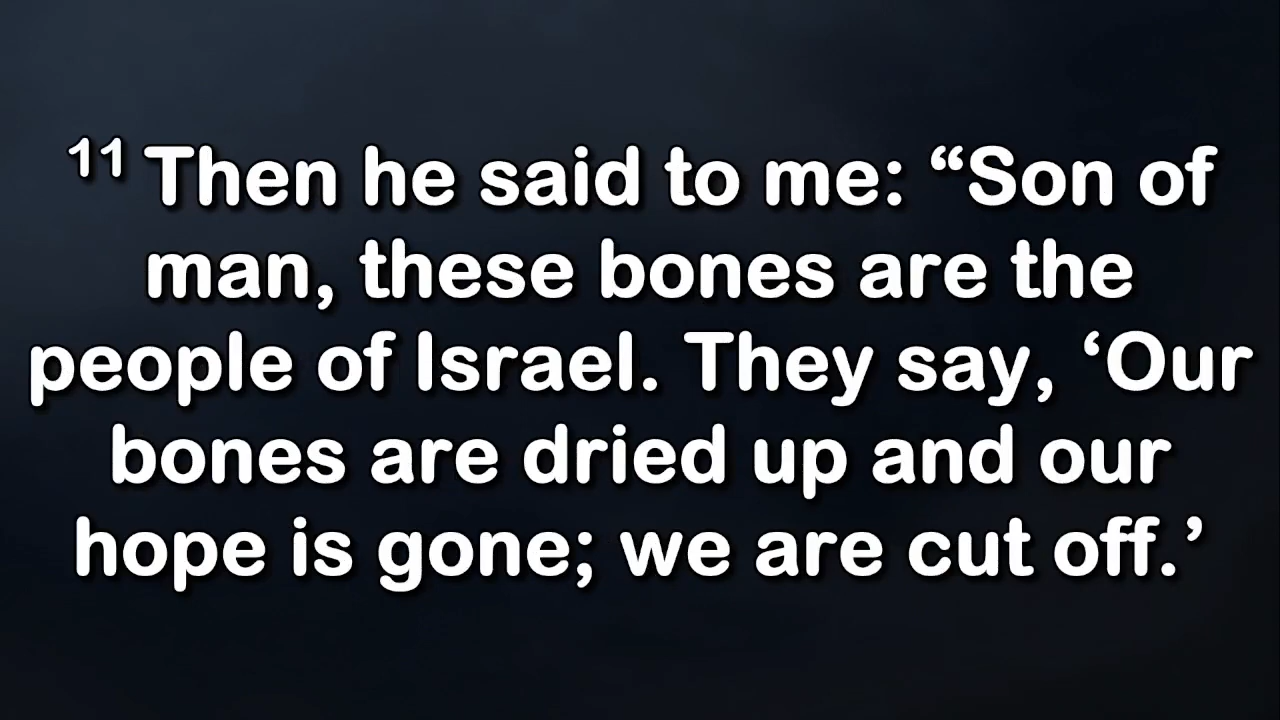 ¹¹ Then he said to me: “Son of
man, these bones are the
people of Israel. They say, ‘Our
bones are dried up and our
hope is gone; we are cut off.’